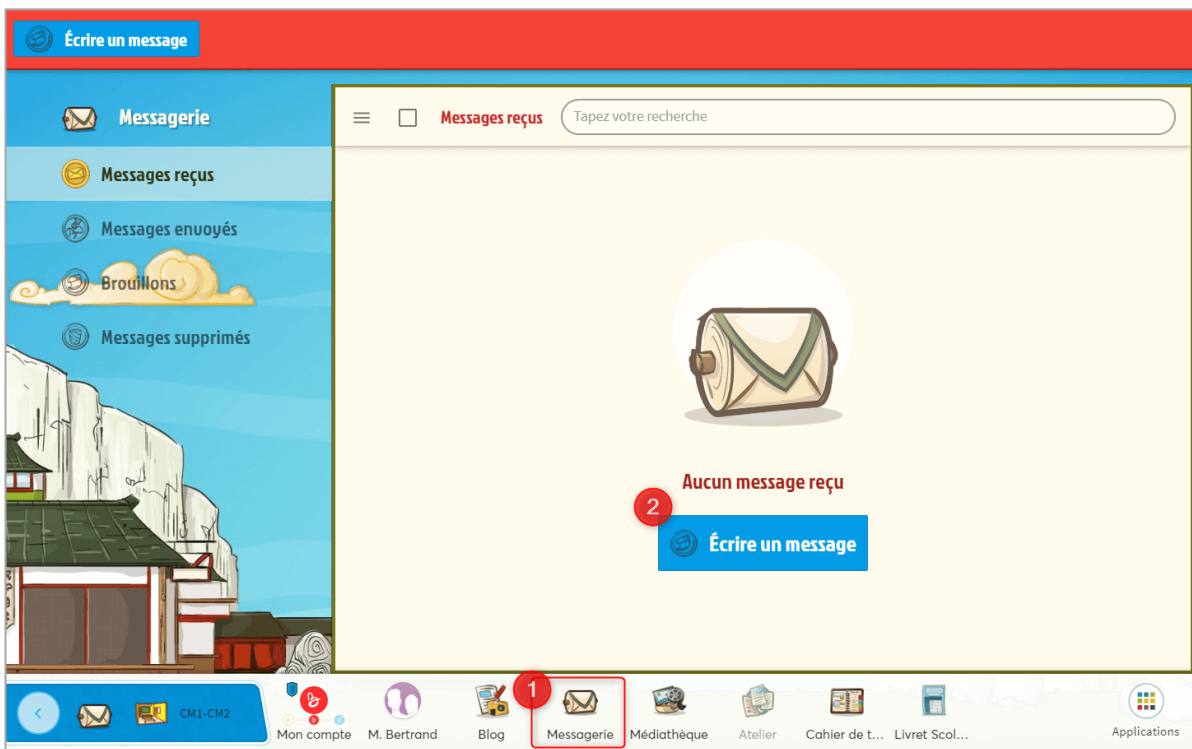 Écrire un message
Messagerie
Messages reçus
Tapez votre recherche
Messages reçus
Messages envoyés
Brouillons
Messages supprimés
Aucun message reçu
2
Écrire un message
1
CM1-CM2
Mon compte
M. Bertrand
Blog
Messagerie
Médiathèque
Atelier
Cahier de t...
Livret Scol...
Applications